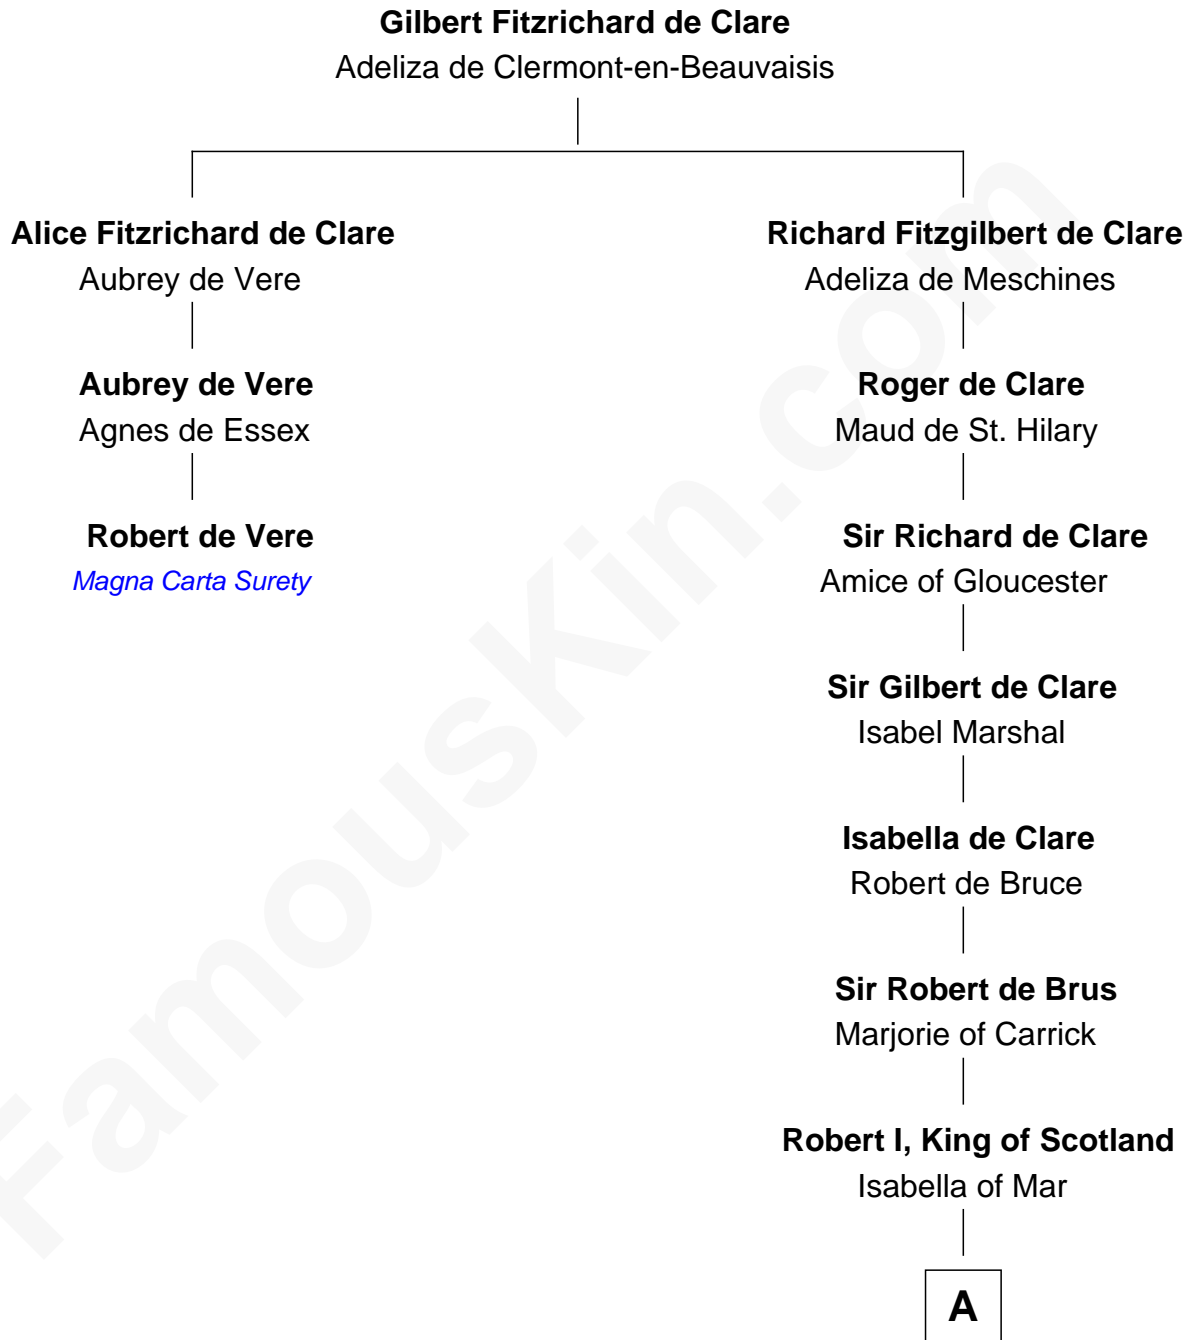 Gilbert Fitzrichard de Clare
Adeliza de Clermont-en-Beauvaisis
Alice Fitzrichard de Clare
Aubrey de Vere
Aubrey de Vere
Agnes de Essex
Robert de Vere
Magna Carta Surety
Richard Fitzgilbert de Clare
Adeliza de Meschines
Roger de Clare
Maud de St. Hilary
Sir Richard de Clare
Amice of Gloucester
Sir Gilbert de Clare
Isabel Marshal
Isabella de Clare
Robert de Bruce
Sir Robert de Brus
Marjorie of Carrick
Robert I, King of Scotland
Isabella of Mar
A
FamousKin.com